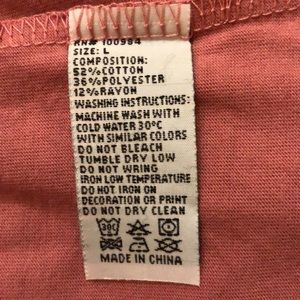 RN# 100994
SIZE: L
COMPOSITION:
52%COTTON
36%POLYESTER
12%RAYON
WASHING INSTRUCTIONS:
MACHINE WASH WITH
COLD WATER 30°C
WITH SIMILAR COLORS
DO NOT BLEACH
TUMBLE DRY LOW
DO NOT WRING
IRON LOW TEMPERATURE
DO NOT IRON ON
DECORATION OR PRINT
DO NOT DRY CLEAN
30C
MADE IN CHINA